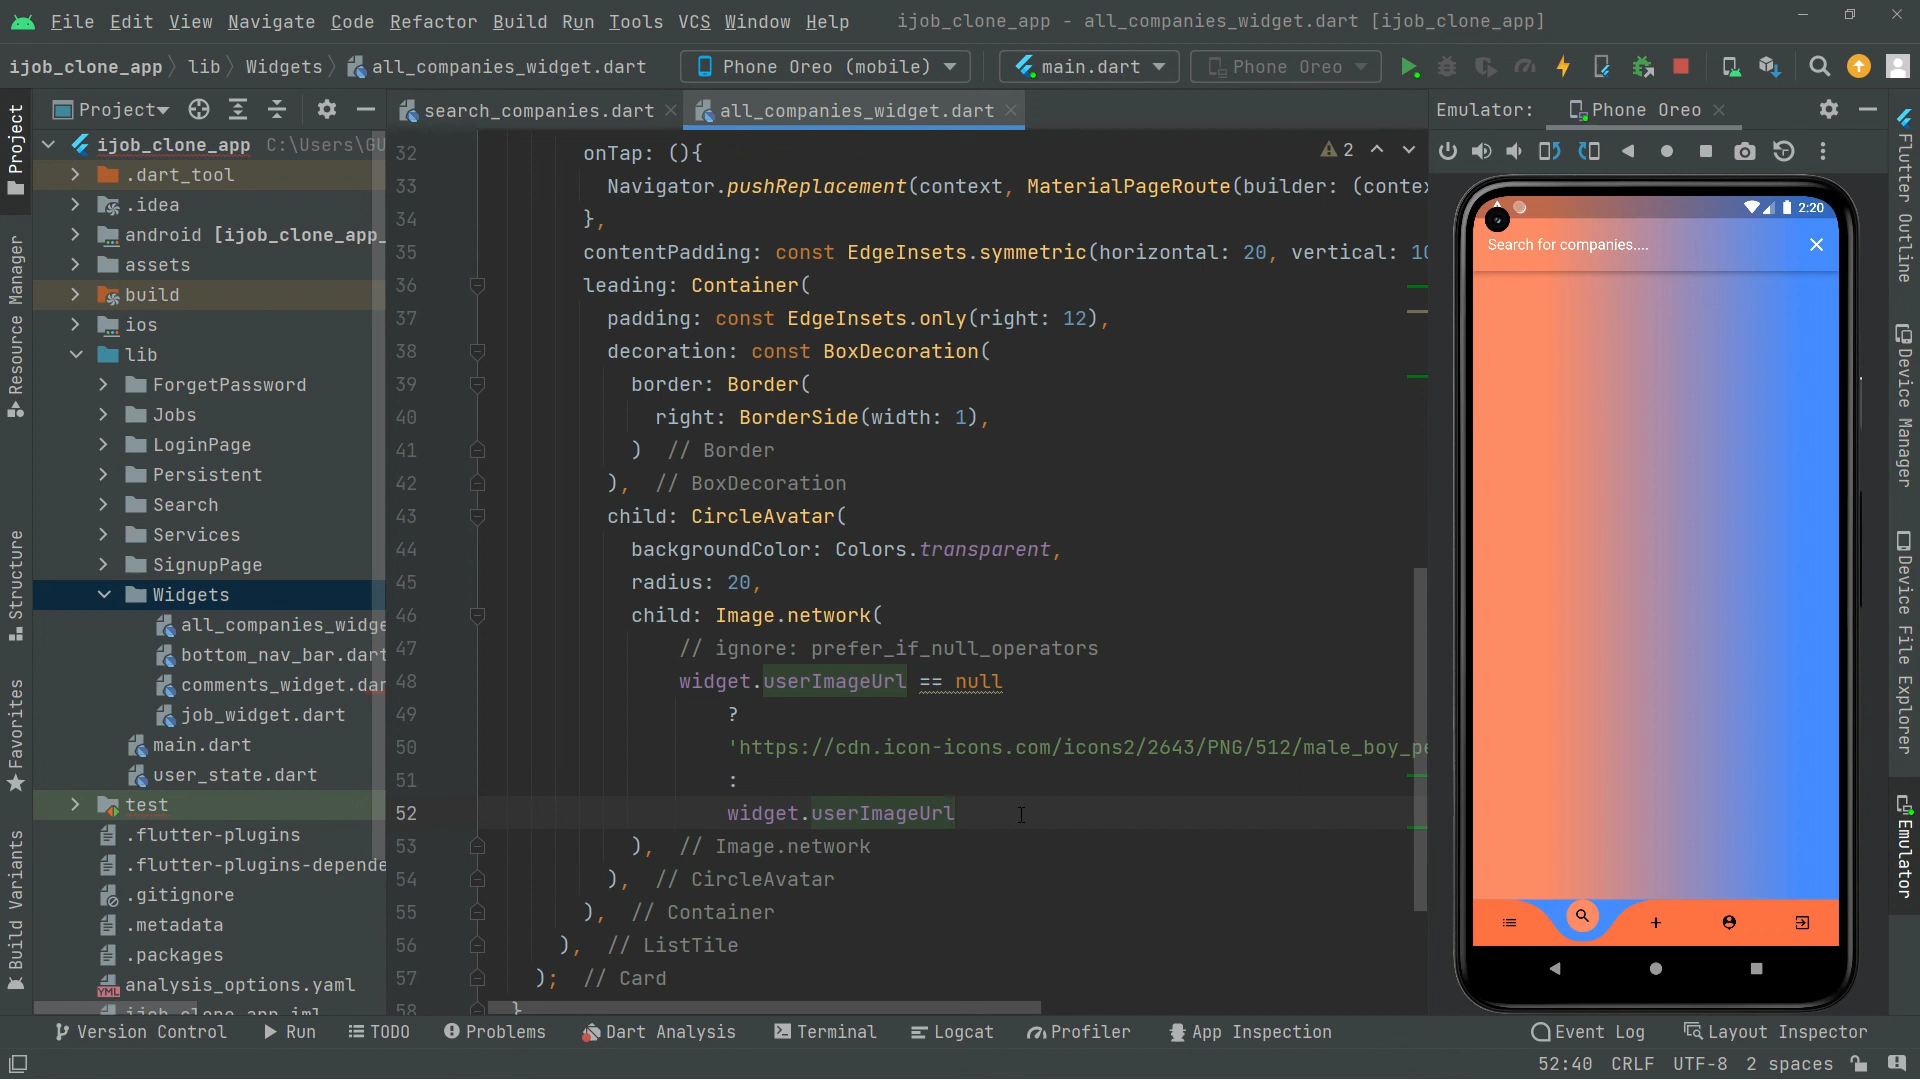 File Edit View Navigate Code Refactor Build Run Tools VCS Window Help ijob_clone_app - all_companies_widget.dart [ijob_clone_app]
ijob_clone_app lib Widgets all_companies_widget.dart Phone Oreo (mobile) main.dart Phone Oreo
Project search_companies.dart all_companies_widget.dart Emulator: Phone Oreo
Project
Resource Manager
Structure
Favorites
Build Variants
ijob_clone_app C:\Users\GU
.dart_tool
.idea
android [ijob_clone_app_
assets
build
ios
lib
ForgetPassword
Jobs
LoginPage
Persistent
Search
Services
SignupPage
Widgets
all_companies_widge
bottom_nav_bar.dart
comments_widget.dar
job_widget.dart
main.dart
user_state.dart
test
.flutter-plugins
.flutter-plugins-depende
.gitignore
.metadata
.packages
analysis_options.yaml
2
32 onTap: (){
33 Navigator.pushReplacement(context, MaterialPageRoute(builder: (contex
34 },
35 contentPadding: const EdgeInsets.symmetric(horizontal: 20, vertical: 10
36 leading: Container(
37 padding: const EdgeInsets.only(right: 12),
38 decoration: const BoxDecoration(
39 border: Border(
40 right: BorderSide(width: 1),
41 ) // Border
42 ), // BoxDecoration
43 child: CircleAvatar(
44 backgroundColor: Colors.transparent,
45 radius: 20,
46 child: Image.network(
47 // ignore: prefer_if_null_operators
48 widget.userImageUrl == null
49 ?
50 'https://cdn.icon-icons.com/icons2/2643/PNG/512/male_boy_pe
51 :
52 widget.userImageUrl
53 ), // Image.network
54 ), // CircleAvatar
55 ), // Container
56 ), // ListTile
57 ); // Card
58 }
2:20
Search for companies....
Flutter Outline
Device Manager
Device File Explorer
Emulator
Version Control Run TODO Problems Dart Analysis Terminal Logcat Profiler App Inspection Event Log Layout Inspector
52:40 CRLF UTF-8 2 spaces